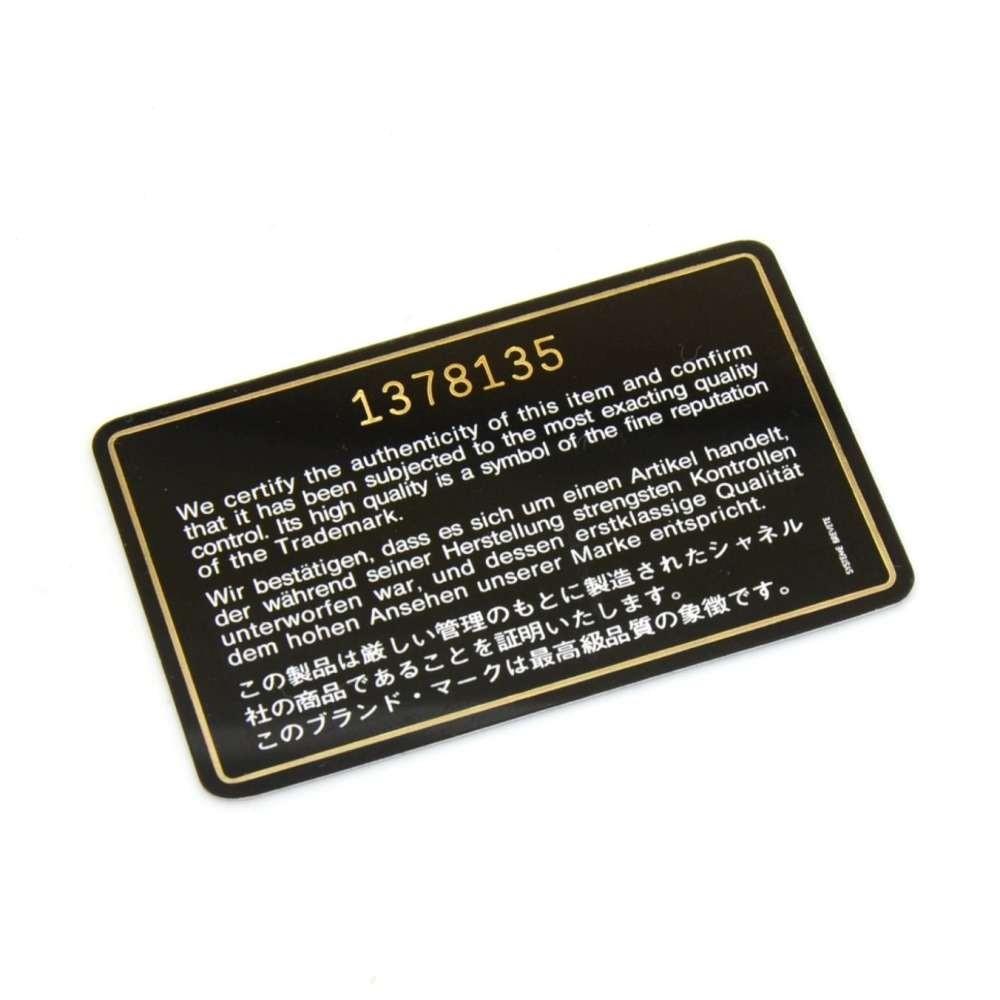 1378135
We certify the authenticity of this item and confirm
that it has been subjected to the most exacting quality
control. Its high quality is a symbol of the fine reputation
of the Trademark.
Wir bestätigen, dass es sich um einen Artikel handelt,
der während seiner Herstellung strengsten Kontrollen
unterworfen war, und dessen erstklassige Qualität
dem hohen Ansehen unserer Marke entspricht.
この製品は厳しい管理のもとに製造されたシャネル
社の商品であることを証明いたします。
このブランド・マークは最高級品質の象徴です。
SYSTEME BREVETE